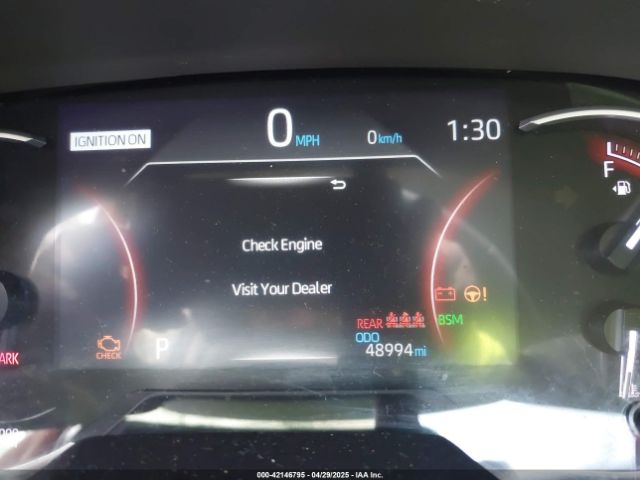 IGNITION ON
0 MPH
0 km/h
1:30
F
Check Engine
Visit Your Dealer
REAR
BSM
ODO
48994 mi
CHECK
P
000-42146795 - 04/29/2025 - IAA Inc.